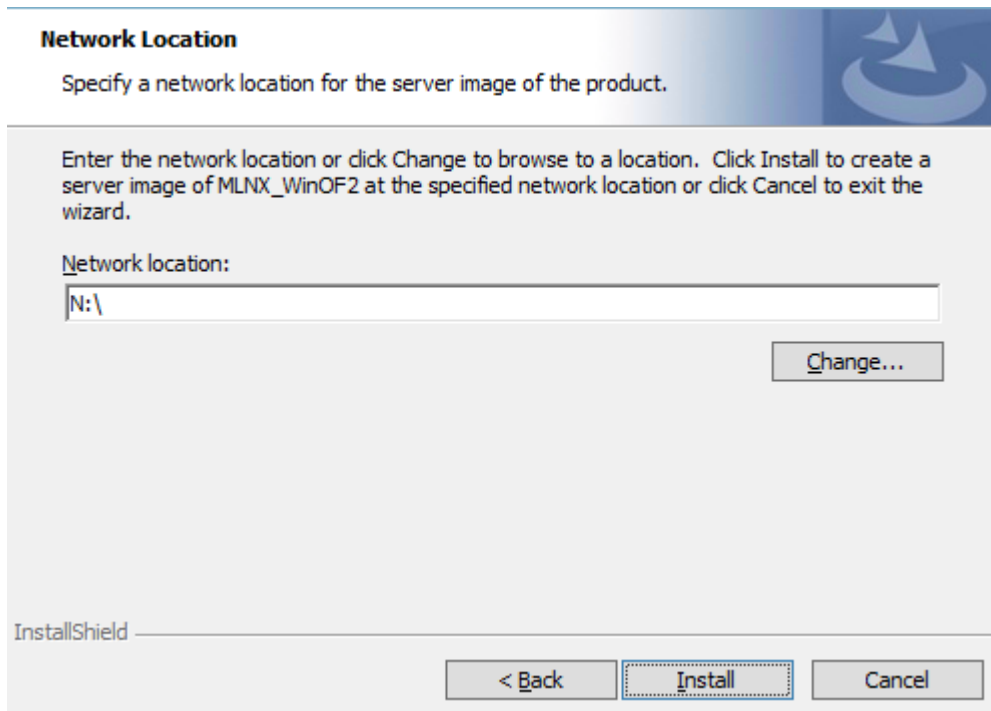 Network Location
Specify a network location for the server image of the product.
Enter the network location or click Change to browse to a location.  Click Install to create a
server image of MLNX_WinOF2 at the specified network location or click Cancel to exit the
wizard.
Network location:
N:\
Change...
InstallShield
< Back
Install
Cancel